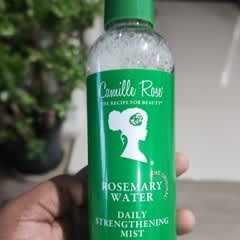 Camille Rose
THE RECIPE FOR BEAUTY
ROSEMARY
WATER
DAILY
STRENGTHENING
MIST